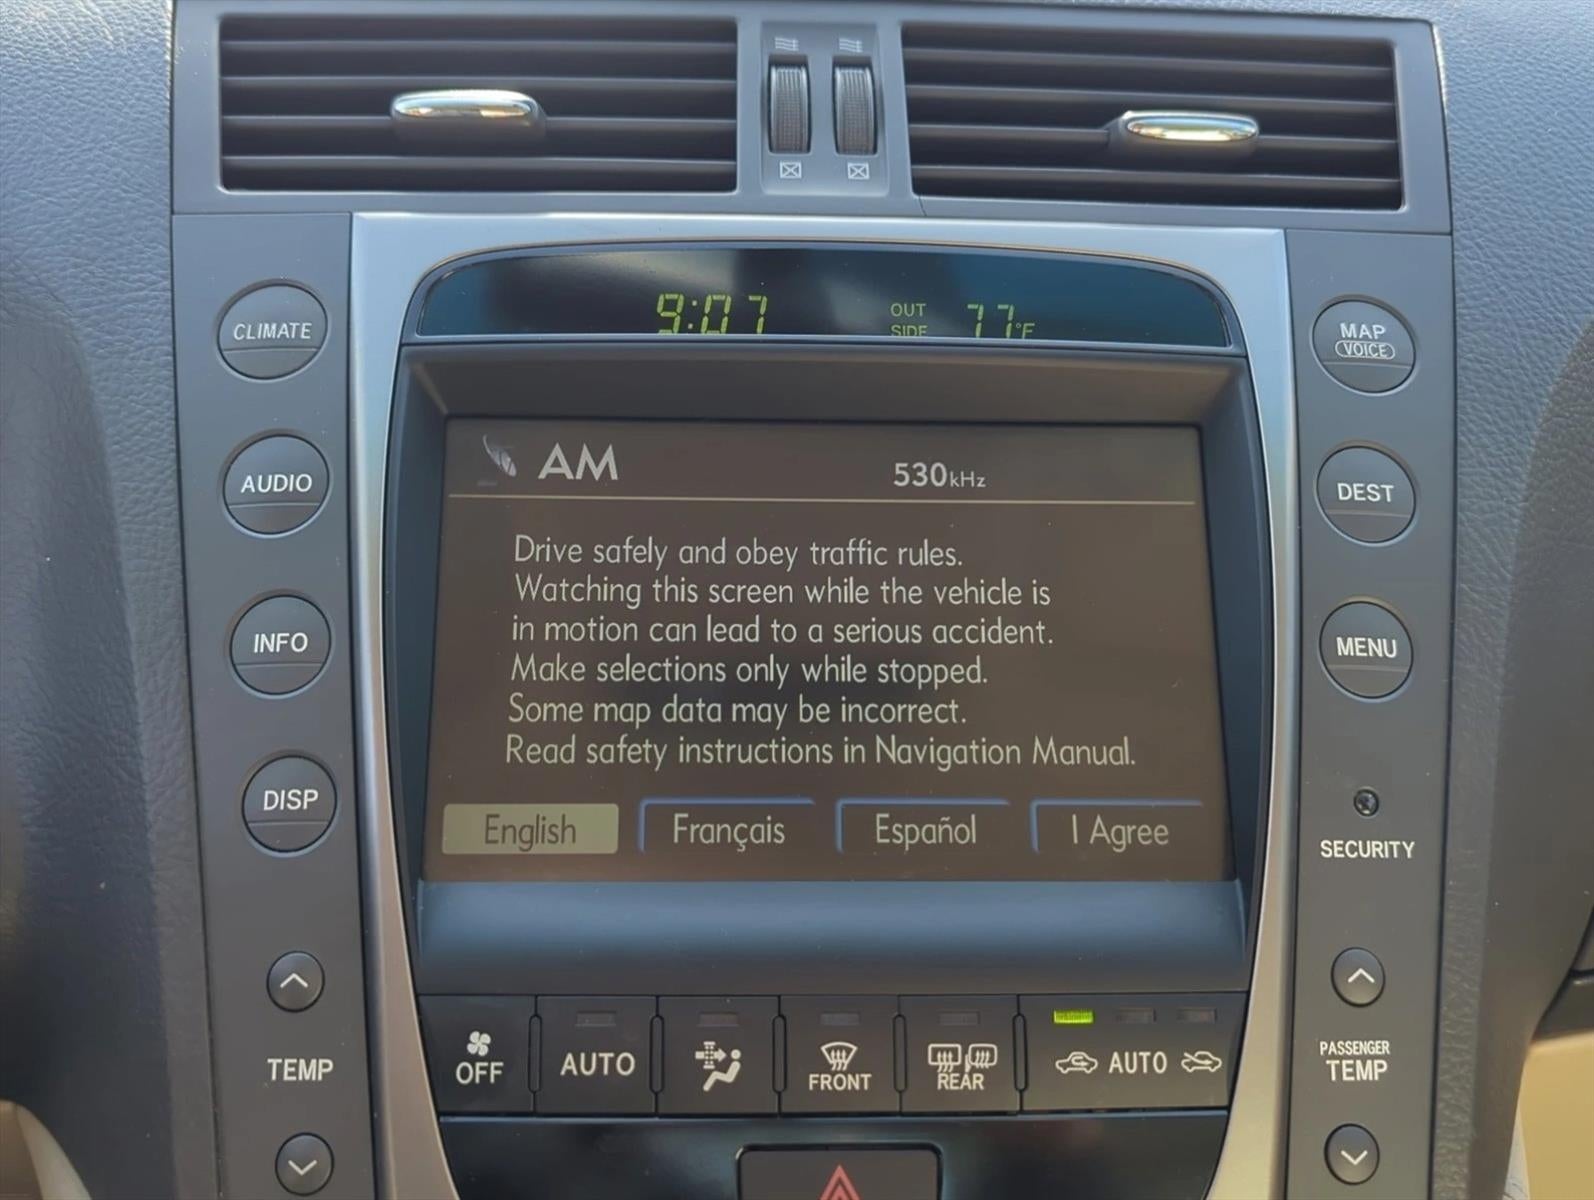 9:07 OUT SIDE 77°F
CLIMATE
MAP
VOICE
AM 530kHz
AUDIO
DEST
Drive safely and obey traffic rules.
Watching this screen while the vehicle is
in motion can lead to a serious accident.
Make selections only while stopped.
Some map data may be incorrect.
Read safety instructions in Navigation Manual.
INFO
MENU
DISP
English Français Español I Agree
SECURITY
OFF AUTO FRONT REAR AUTO
TEMP
PASSENGER
TEMP